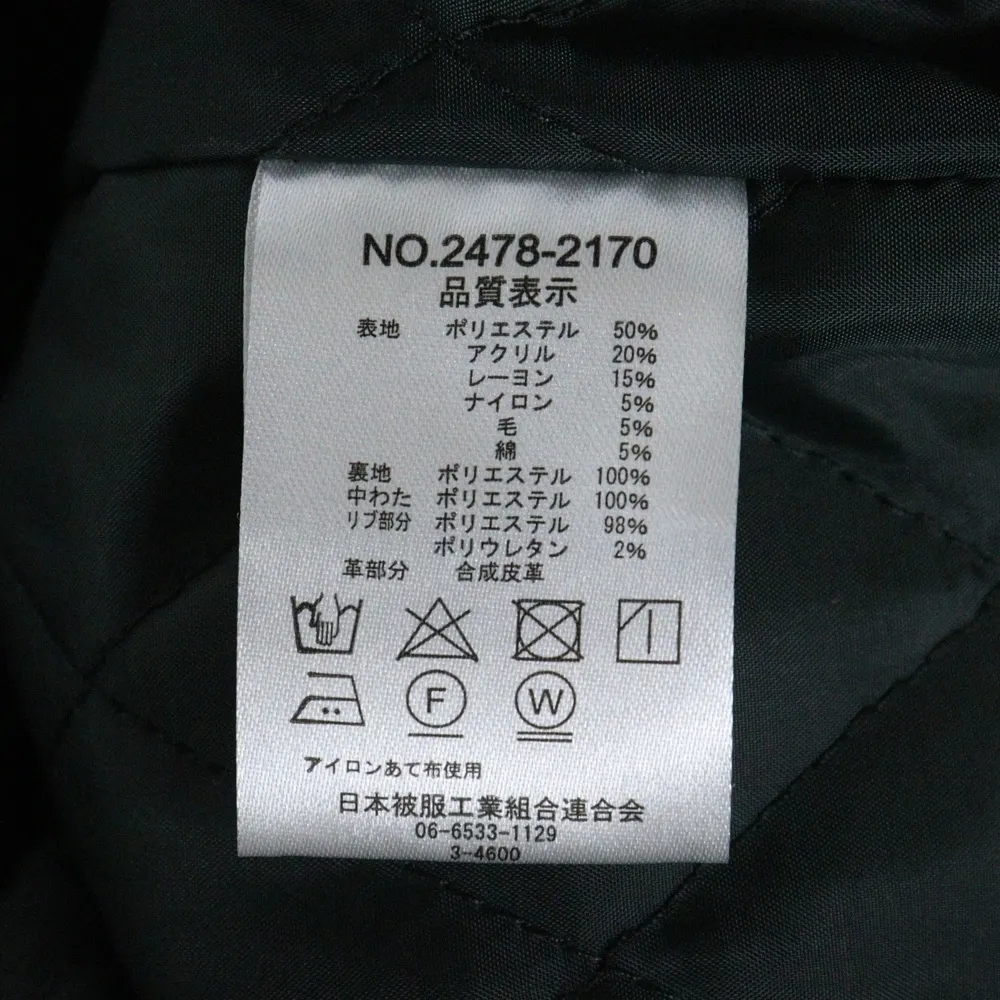 NO.2478-2170
品質表示
表地 ポリエステル 50%
アクリル 20%
レーヨン 15%
ナイロン 5%
毛 5%
綿 5%
裏地 ポリエステル 100%
中わた ポリエステル 100%
リブ部分 ポリエステル 98%
ポリウレタン 2%
革部分 合成皮革
F W
アイロンあて布使用
日本被服工業組合連合会
06-6533-1129
3-4600